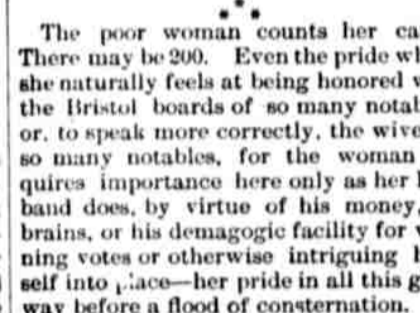 The poor woman counts her ca
There may be 200. Even the pride wh
she naturally feels at being honored
the Bristol boards of so many nota
or, to speak more correctly, the wive
so many notables, for the woman
quires importance here only as her
band does, by virtue of his money,
brains, or his demagogic facility for
ning votes or otherwise intriguing
self into place—her pride in all this g
way before a flood of consternation.